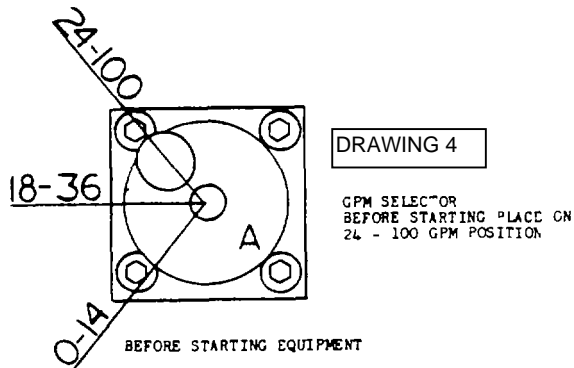 24-100
DRAWING 4
18-36
GPM SELECTOR
BEFORE STARTING PLACE ON
24 - 100 GPM POSITION
A
0-14
BEFORE STARTING EQUIPMENT